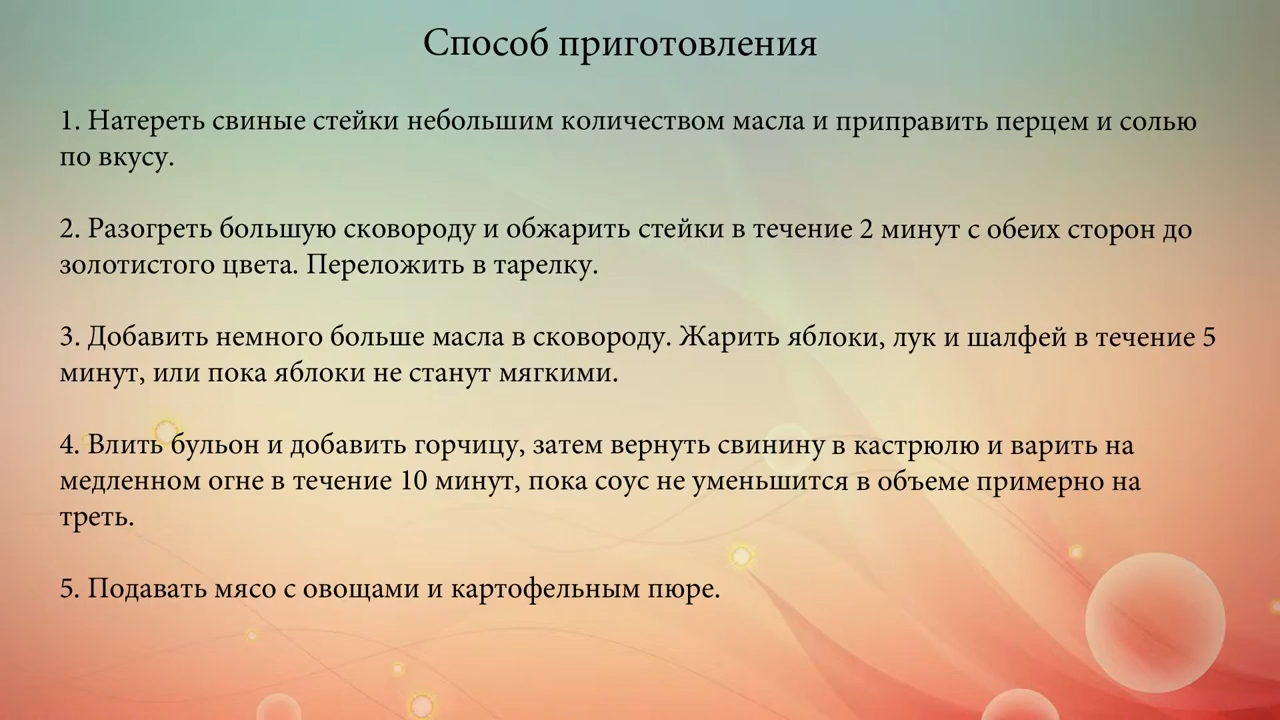 Способ приготовления
1. Натереть свиные стейки небольшим количеством масла и приправить перцем и солью
по вкусу.
2. Разогреть большую сковороду и обжарить стейки в течение 2 минут с обеих сторон до
золотистого цвета. Переложить в тарелку.
3. Добавить немного больше масла в сковороду. Жарить яблоки, лук и шалфей в течение 5
минут, или пока яблоки не станут мягкими.
4. Влить бульон и добавить горчицу, затем вернуть свинину в кастрюлю и варить на
медленном огне в течение 10 минут, пока соус не уменьшится в объеме примерно на
треть.
5. Подавать мясо с овощами и картофельным пюре.